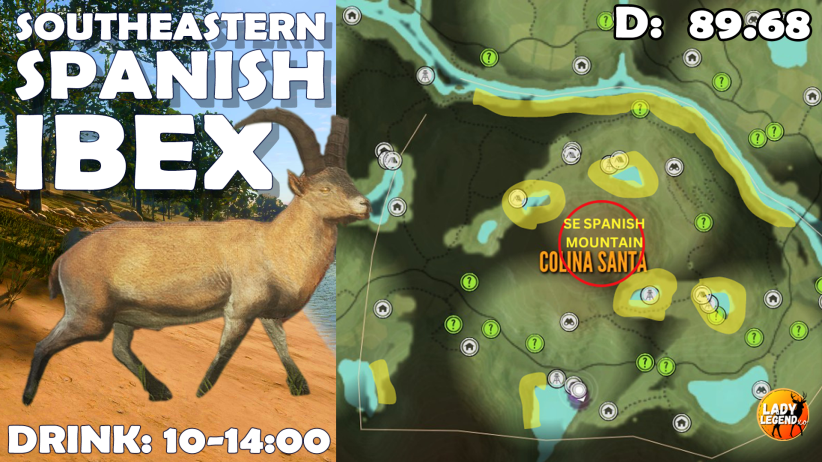 SOUTHEASTERN
SPANISH
IBEX
DRINK: 10-14:00
D: 89.68
SE SPANISH
MOUNTAIN
COLINA SANTA
LADY
LEGEND